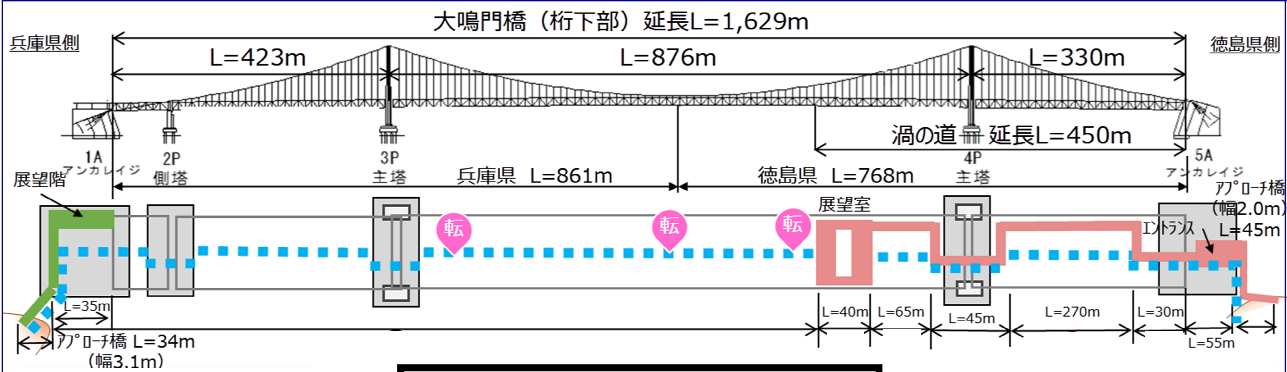 大鳴門橋（桁下部）延長L=1,629m
兵庫県側
徳島県側
L=423m
L=876m
L=330m
渦の道 延長L=450m
1A
アンカレイジ
2P
側塔
3P
主塔
4P
主塔
5A
アンカレイジ
展望階
兵庫県 L=861m
徳島県 L=768m
アプローチ橋
（幅2.0m）
L=45m
展望室
エントランス
転
転
転
L=35m
L=40m
L=65m
L=45m
L=270m
L=30m
L=55m
アプローチ橋 L=34m
（幅3.1m）